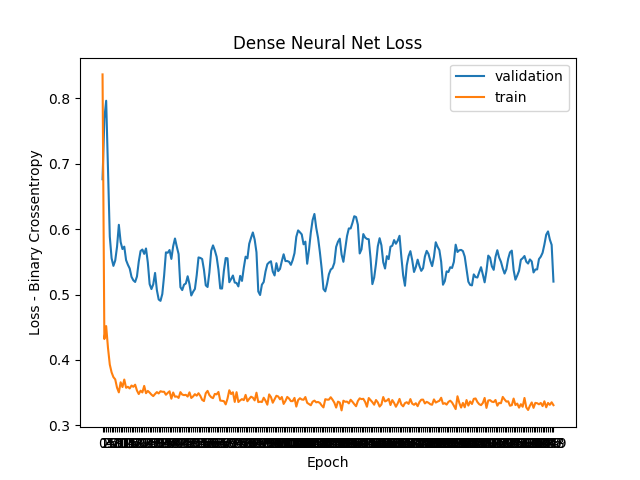 Dense Neural Net Loss
validation
train
Loss - Binary Crossentropy
0.8
0.7
0.6
0.5
0.4
0.3
Epoch